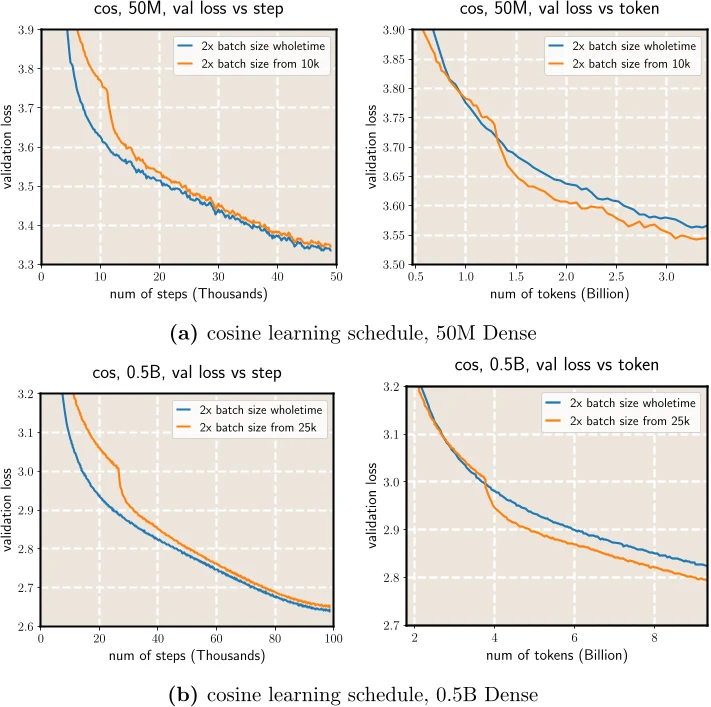 cos, 50M, val loss vs step
3.9
3.8
3.7
3.6
3.5
3.4
3.3
validation loss
2x batch size wholetime
2x batch size from 10k
0 10 20 30 40 50
num of steps (Thousands)
cos, 50M, val loss vs token
3.90
3.85
3.80
3.75
3.70
3.65
3.60
3.55
3.50
validation loss
2x batch size wholetime
2x batch size from 10k
0.5 1.0 1.5 2.0 2.5 3.0
num of tokens (Billion)
(a) cosine learning schedule, 50M Dense
cos, 0.5B, val loss vs step
3.2
3.1
3.0
2.9
2.8
2.7
2.6
validation loss
2x batch size wholetime
2x batch size from 25k
0 20 40 60 80 100
num of steps (Thousands)
cos, 0.5B, val loss vs token
3.2
3.1
3.0
2.9
2.8
2.7
validation loss
2x batch size wholetime
2x batch size from 25k
2 4 6 8
num of tokens (Billion)
(b) cosine learning schedule, 0.5B Dense